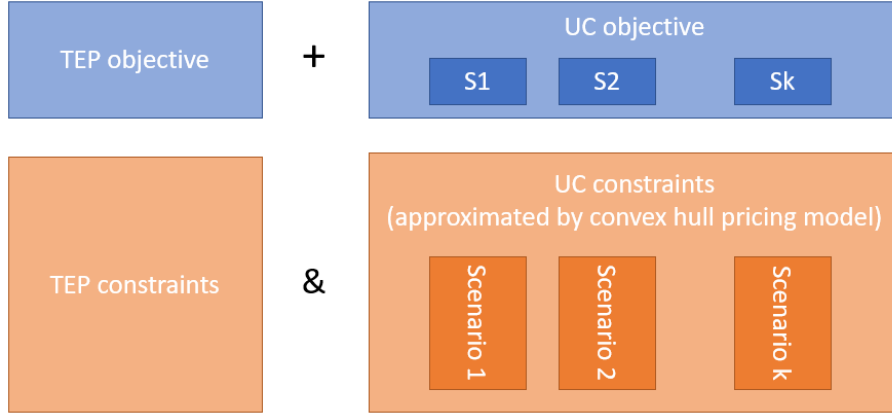 TEP objective
+
UC objective
S1
S2
Sk
TEP constraints
&
UC constraints
(approximated by convex hull pricing model)
Scenario 1
Scenario 2
Scenario k